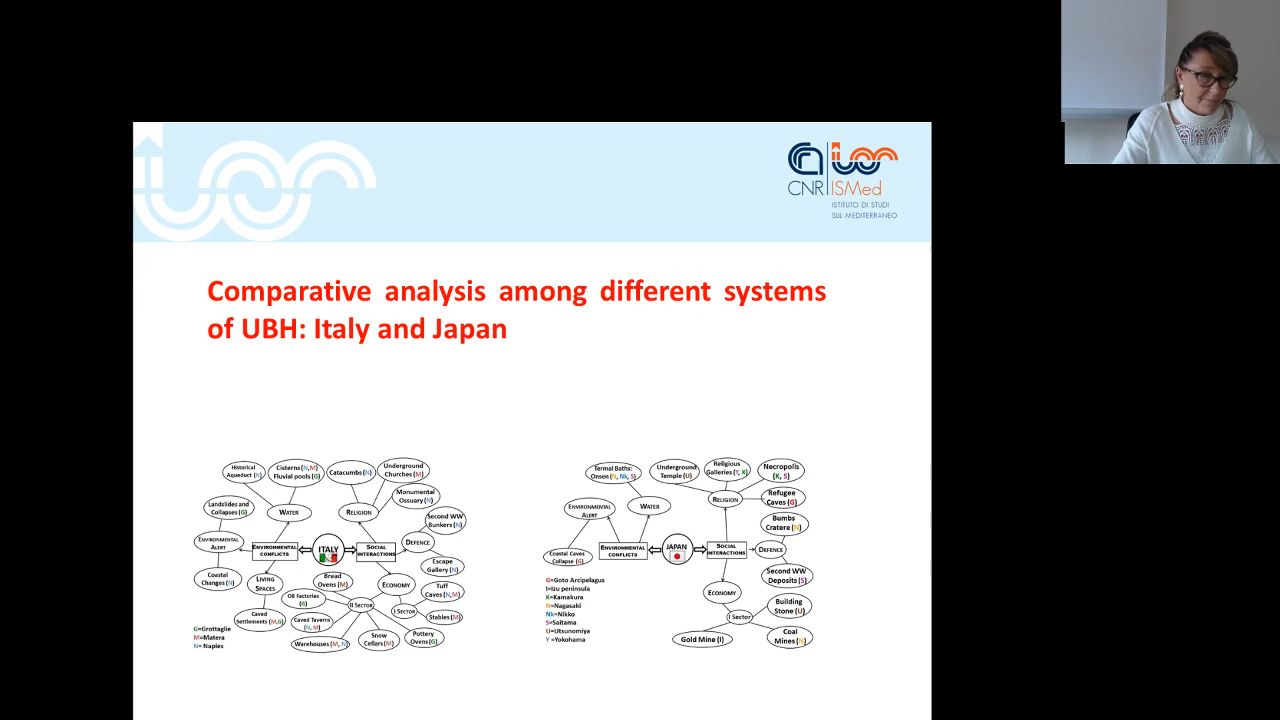 CNR ISMed
ISTITUTO DI STUDI
SUL MEDITERRANEO
Comparative analysis among different systems
of UBH: Italy and Japan
Historical
Aqueduct (N)
Cisterns (N,M)
Fluvial pools (G)
Catacumbs (N)
Underground
Churches (M)
Monumental
Ossuary (N)
Landslides and
Collapses (G)
WATER
RELIGION
Second WW
Bunkers (N)
ENVIRONMENTAL
ALERT
ENVIRONMENTAL
CONFLICTS
ITALY
SOCIAL
INTERACTIONS
DEFENCE
Escape
Gallery (N)
Coastal
Changes (N)
LIVING
SPACES
Bread
Ovens (M)
ECONOMY
Tuff
Caves (N,M)
Oil Factories
(G)
II SECTOR
I SECTOR
Caved
Settlements (M,G)
Caved Taverns
(N, M)
Stables (M)
Warehouses (M, N)
Snow
Cellars (M)
Pottery
Ovens (G)
G=Grottaglie
M=Matera
N= Naples
Termal Baths:
Onsen (N, Nk, S)
Underground
Temple (U)
Religious
Galleries (Y, K)
Necropolis
(K, S)
ENVIRONMENTAL
ALERT
WATER
RELIGION
Refugee
Caves (G)
Bumbs
Cratere (N)
Coastal Caves
Collapse (G)
ENVIRONMENTAL
CONFLICTS
JAPAN
SOCIAL
INTERACTIONS
DEFENCE
Second WW
Deposits (S)
ECONOMY
Building
Stone (U)
I SECTOR
Gold Mine (I)
Coal
Mines (N)
G=Goto Arcipelagus
I=Izu peninsula
K=Kamakura
N=Nagasaki
Nk=Nikko
S=Saitama
U=Utsunomiya
Y =Yokohama